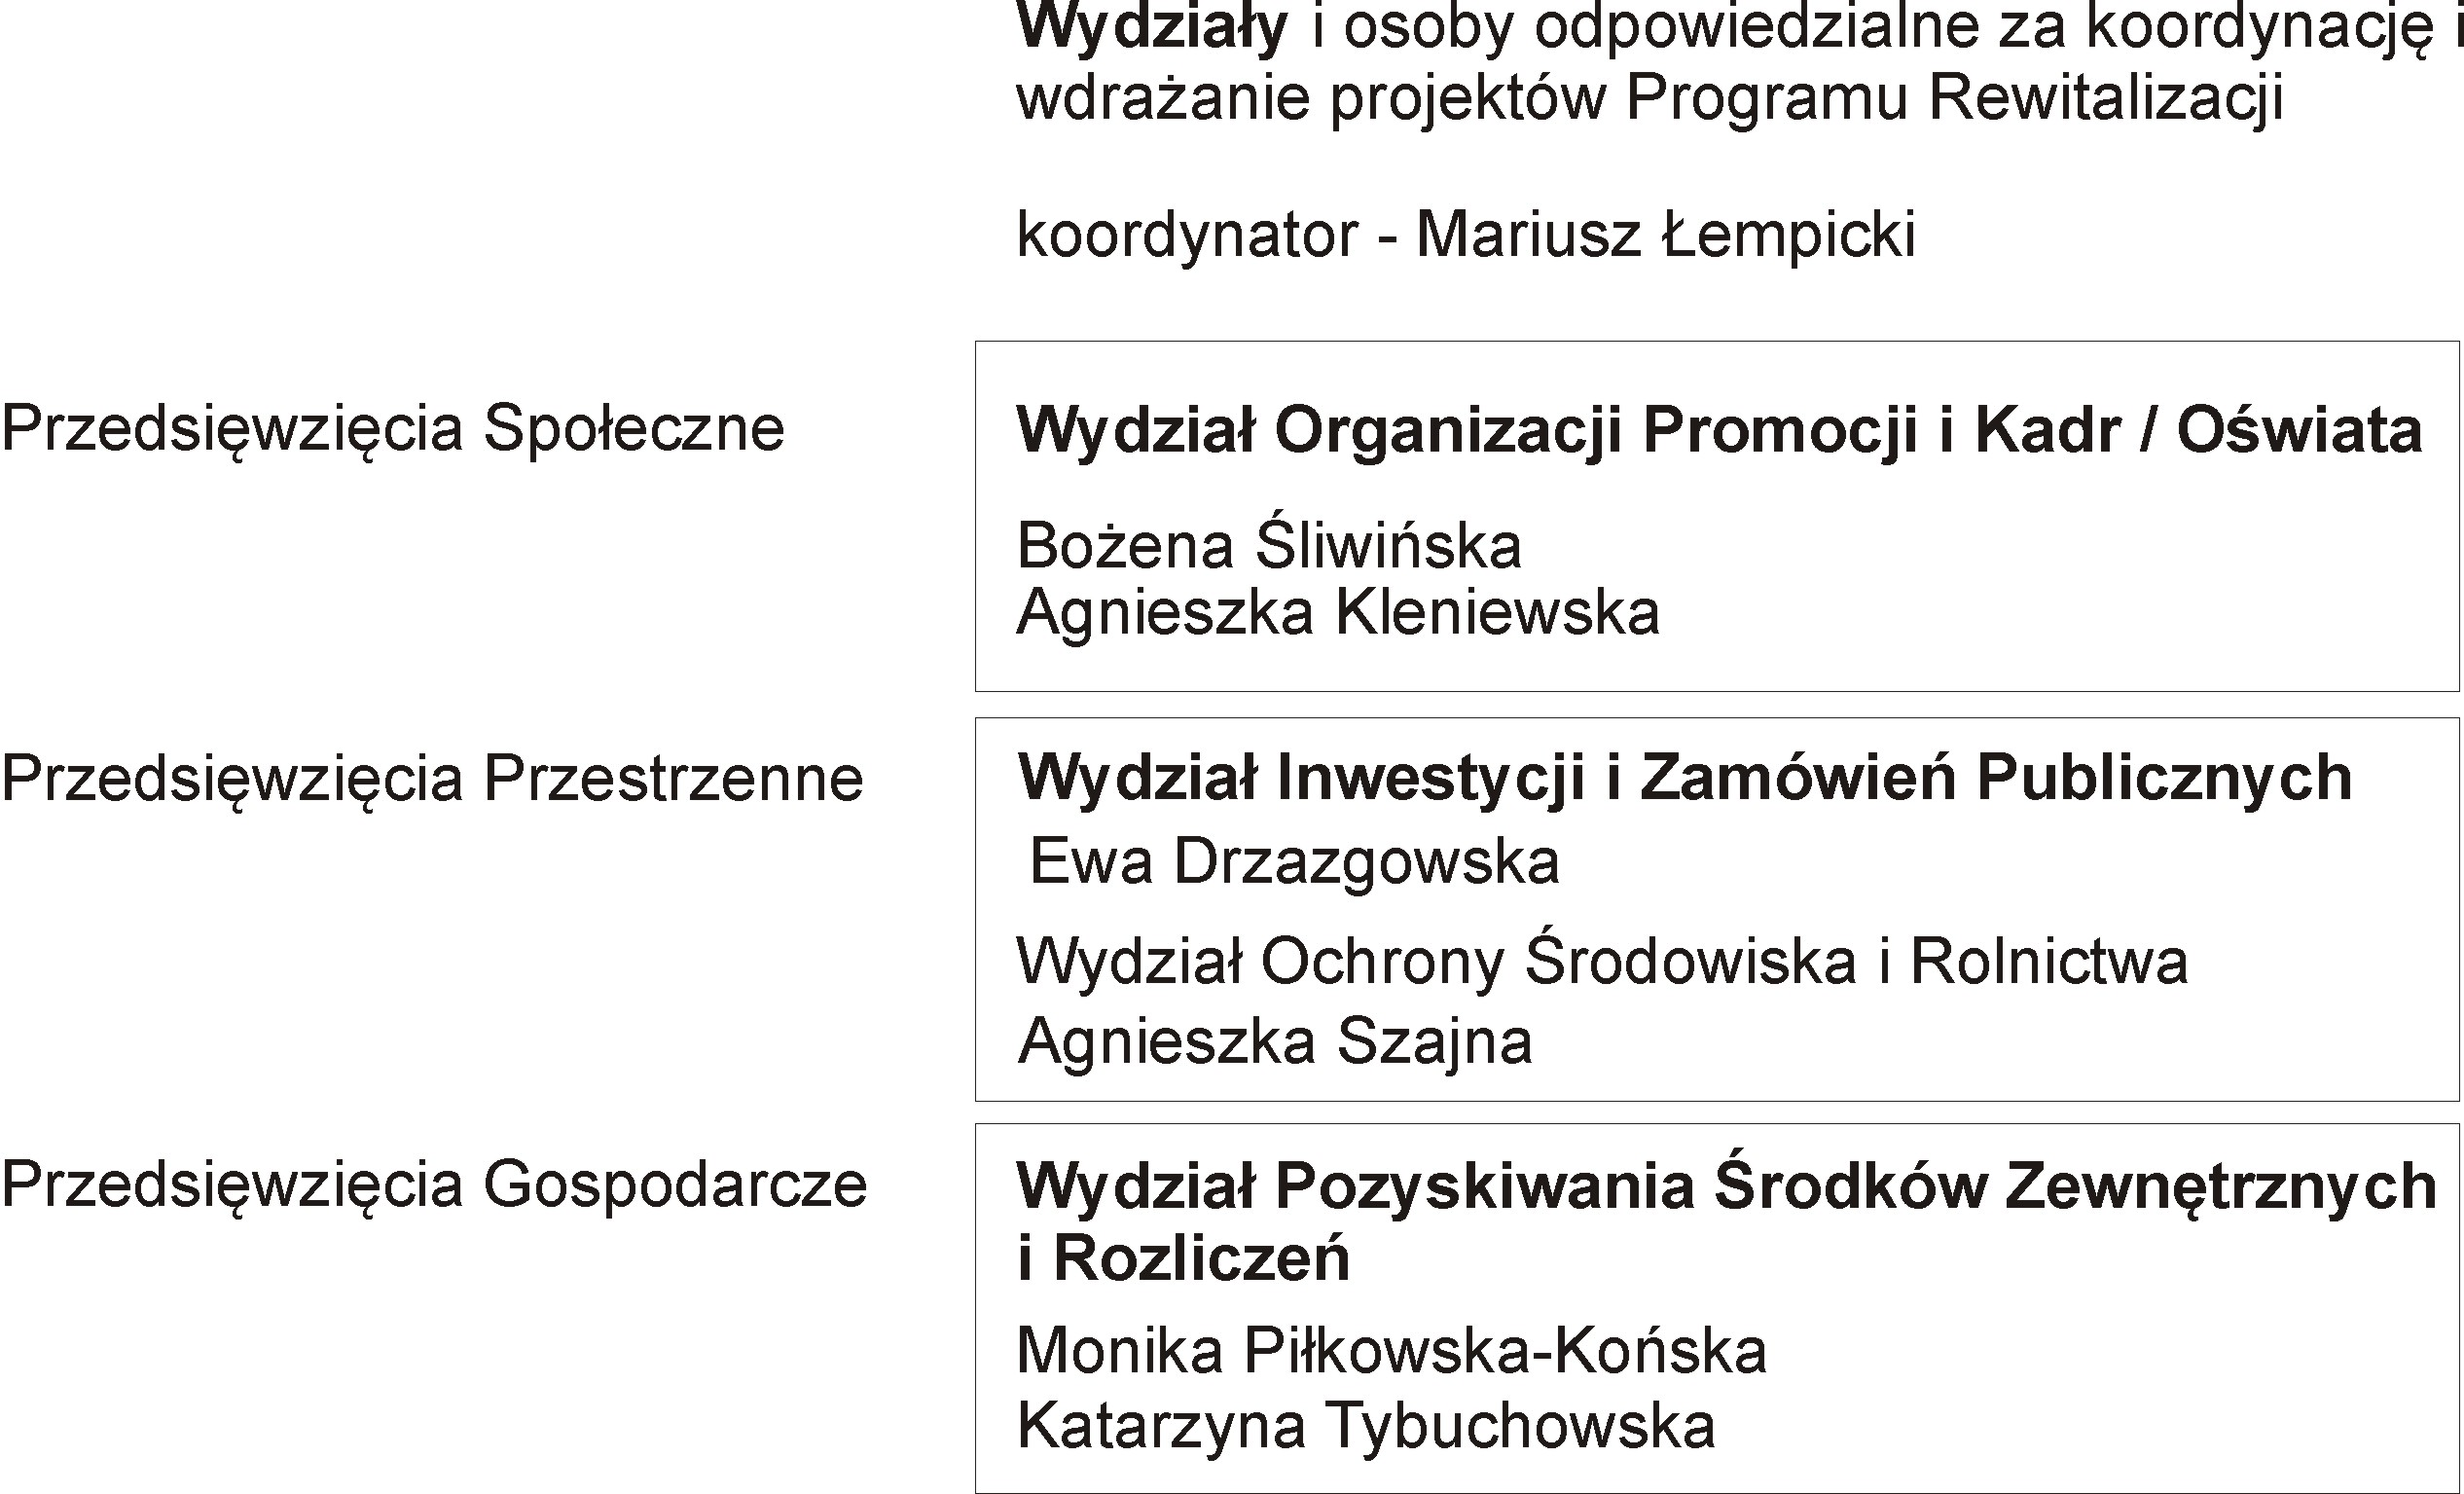 Wydziały i osoby odpowiedzialne za koordynację i
wdrażanie projektów Programu Rewitalizacji
koordynator - Mariusz Łempicki
Przedsięwzięcia Społeczne
Wydział Organizacji Promocji i Kadr / Oświata
Bożena Śliwińska
Agnieszka Kleniewska
Przedsięwzięcia Przestrzenne
Wydział Inwestycji i Zamówień Publicznych
Ewa Drzazgowska
Wydział Ochrony Środowiska i Rolnictwa
Agnieszka Szajna
Przedsięwzięcia Gospodarcze
Wydział Pozyskiwania Środków Zewnętrznych
i Rozliczeń
Monika Piłkowska-Końska
Katarzyna Tybuchowska